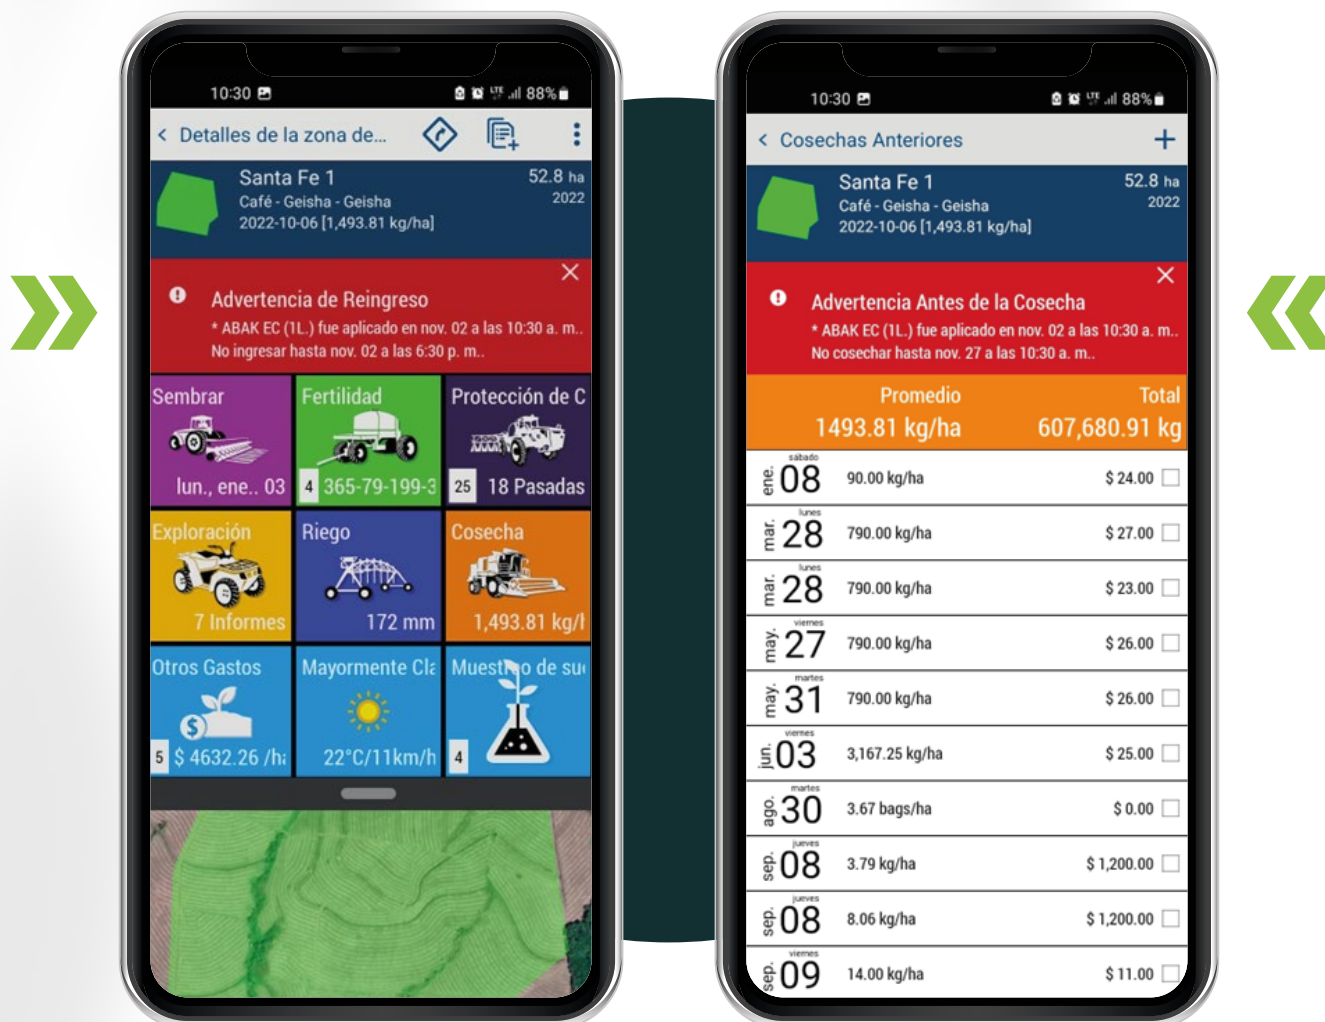 10:30
LTE
88%
Detalles de la zona de...
Santa Fe 1
52.8 ha
Café - Geisha - Geisha
2022
2022-10-06 [1,493.81 kg/ha]
Advertencia de Reingreso
* ABAK EC (1L.) fue aplicado en nov. 02 a las 10:30 a. m..
No ingresar hasta nov. 02 a las 6:30 p. m..
Sembrar
lun., ene.. 03
Fertilidad
4 365-79-199-3
Protección de C
25 18 Pasadas
Exploración
7 Informes
Riego
172 mm
Cosecha
1,493.81 kg/h
Otros Gastos
5 $ 4632.26 /ha
Mayormente Cla
22°C/11km/h
Muestreo de sue
4
10:30
LTE
88%
Cosechas Anteriores
+
Santa Fe 1
52.8 ha
Café - Geisha - Geisha
2022
2022-10-06 [1,493.81 kg/ha]
Advertencia Antes de la Cosecha
* ABAK EC (1L.) fue aplicado en nov. 02 a las 10:30 a. m..
No cosechar hasta nov. 27 a las 10:30 a. m..
Promedio Total
1493.81 kg/ha 607,680.91 kg
sábado
ene. 08 90.00 kg/ha $ 24.00
lunes
mar. 28 790.00 kg/ha $ 27.00
lunes
mar. 28 790.00 kg/ha $ 23.00
viernes
may. 27 790.00 kg/ha $ 26.00
martes
may. 31 790.00 kg/ha $ 26.00
viernes
jun. 03 3,167.25 kg/ha $ 25.00
martes
ago. 30 3.67 bags/ha $ 0.00
jueves
sep. 08 3.79 kg/ha $ 1,200.00
jueves
sep. 08 8.06 kg/ha $ 1,200.00
viernes
sep. 09 14.00 kg/ha $ 11.00